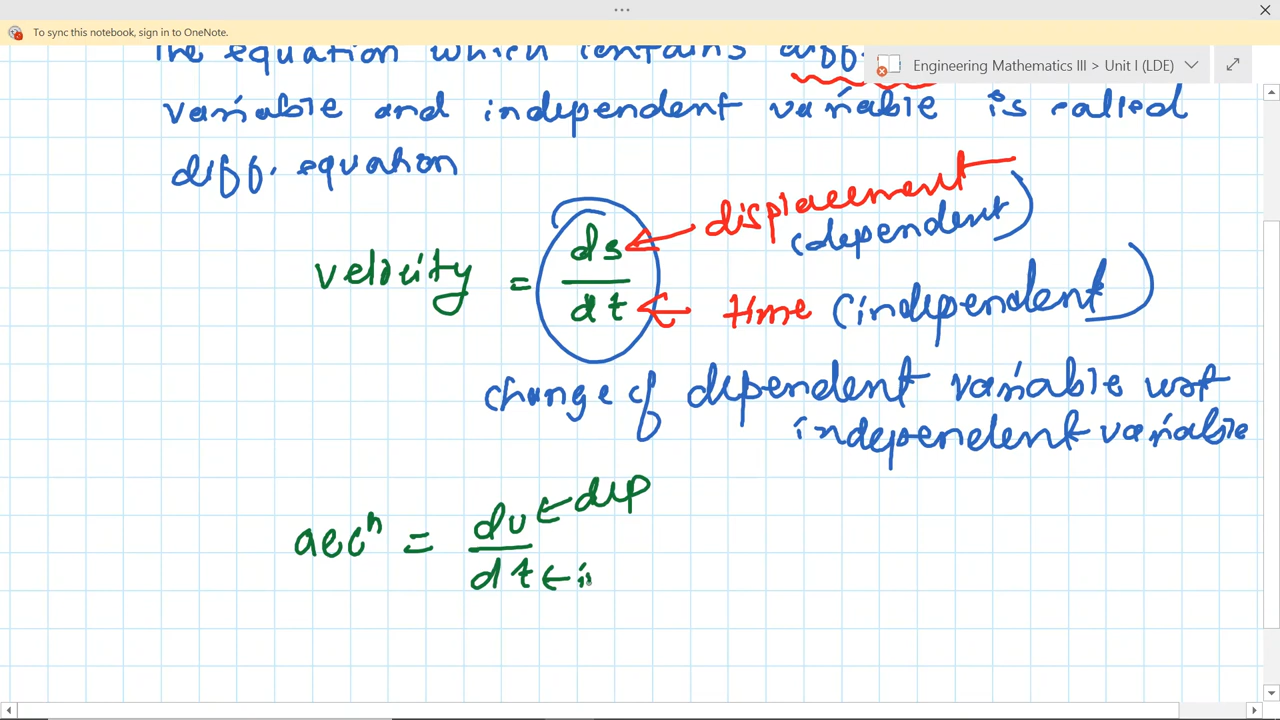 To sync this notebook, sign in to OneNote.
Engineering Mathematics III > Unit I (LDE)
The equation which contains diff.
variable and independent variable is called
diff. equation
velocity = ds/dt
displacement
(dependent)
time (independent)
change of dependent variable wrt
independent variable
accⁿ = dv/dt
← dep
← i